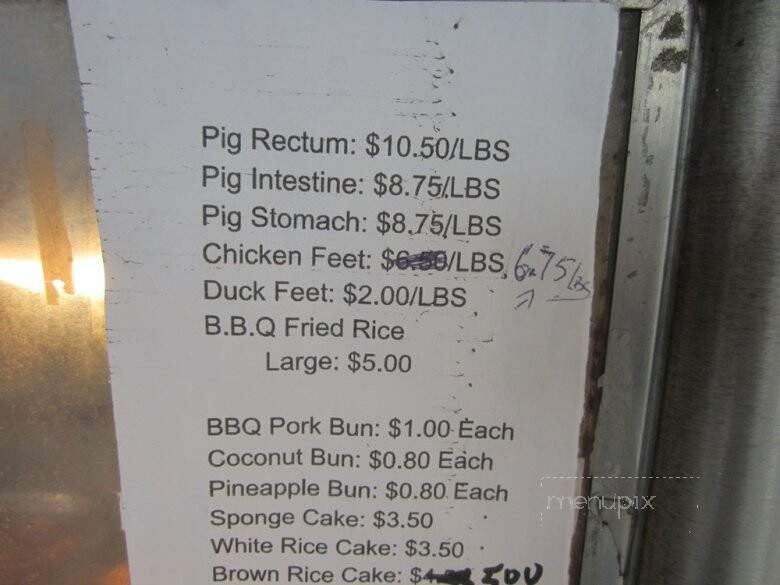 Pig Rectum: $10.50/LBS
Pig Intestine: $8.75/LBS
Pig Stomach: $8.75/LBS
Chicken Feet: $6.50/LBS 6.75/LBS
Duck Feet: $2.00/LBS
B.B.Q Fried Rice
Large: $5.00
BBQ Pork Bun: $1.00 Each
Coconut Bun: $0.80 Each
Pineapple Bun: $0.80 Each
Sponge Cake: $3.50
White Rice Cake: $3.50
Brown Rice Cake: $
menupix